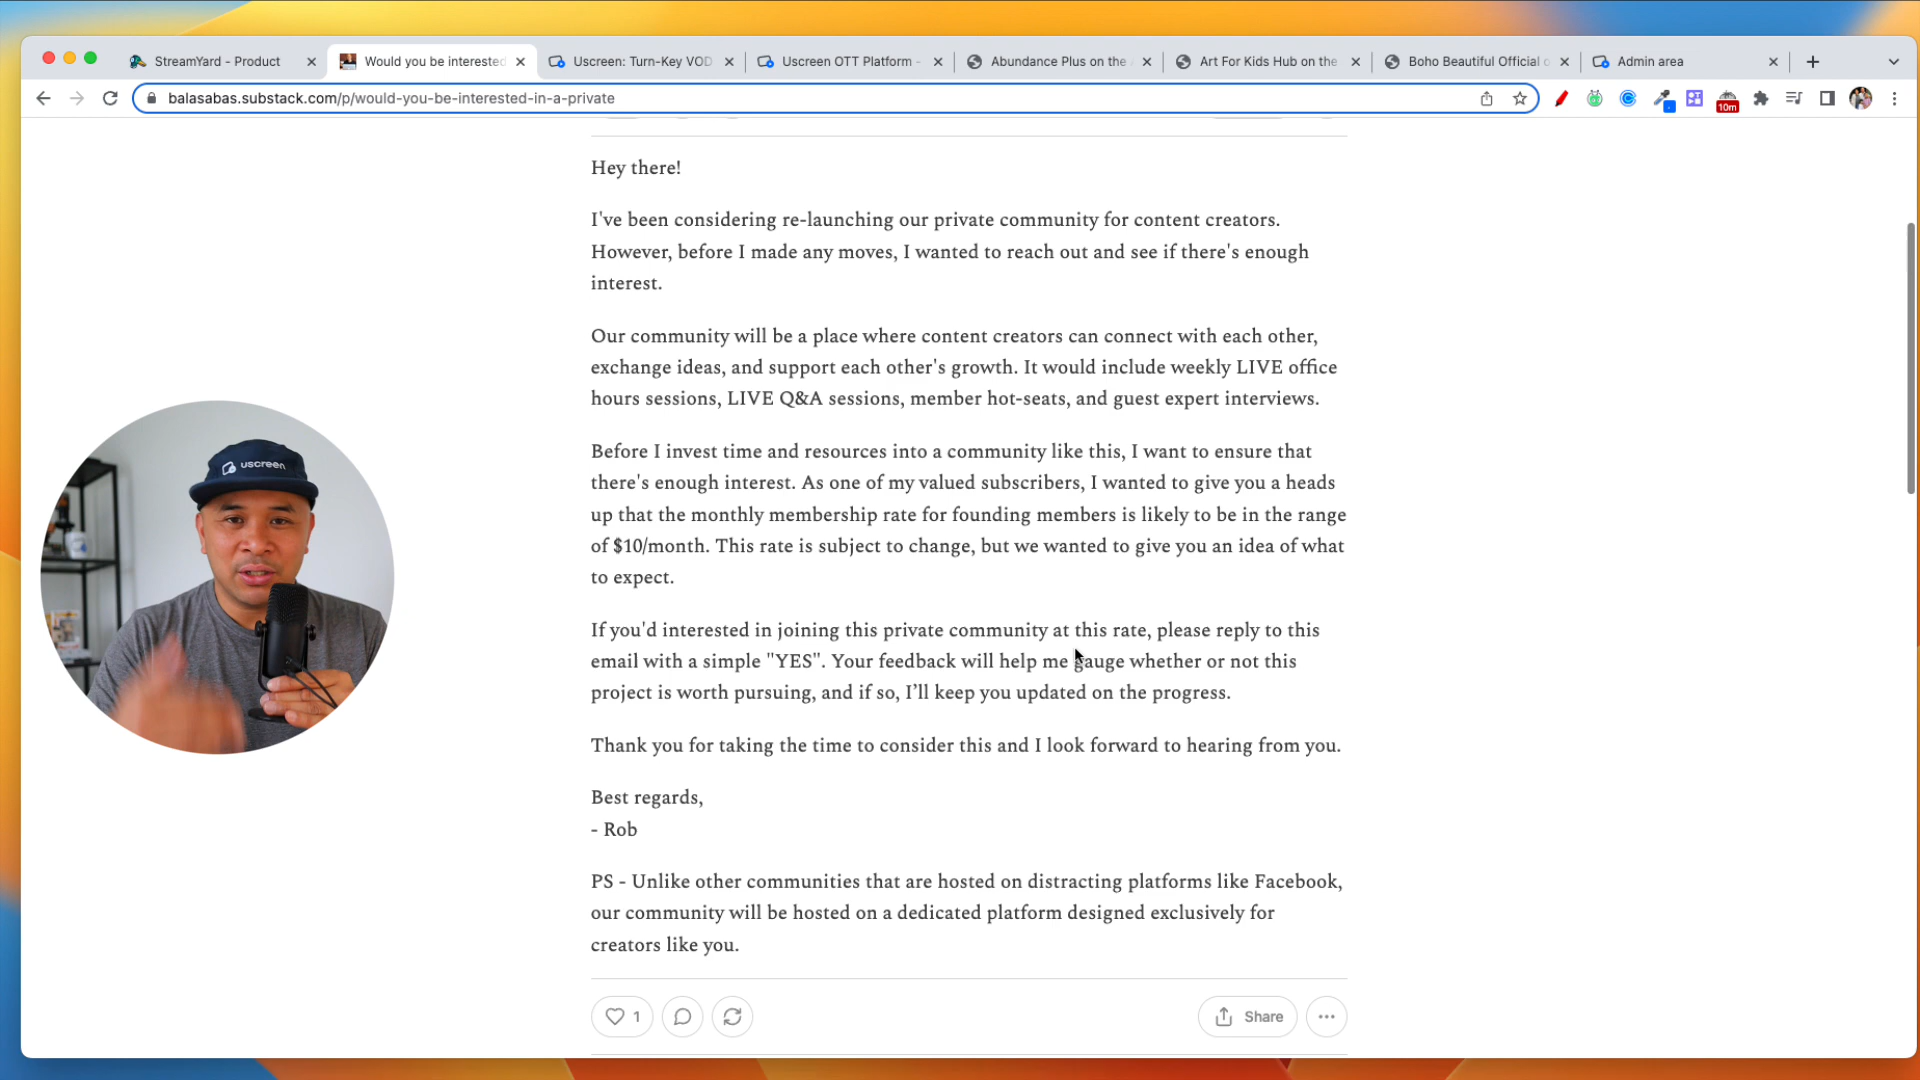 StreamYard - Product
Would you be interested
Uscreen: Turn-Key VOD
Uscreen OTT Platform -
Abundance Plus on the
Art For Kids Hub on the
Boho Beautiful Official o
Admin area
balasabas.substack.com/p/would-you-be-interested-in-a-private
10m
Hey there!
I've been considering re-launching our private community for content creators.
However, before I made any moves, I wanted to reach out and see if there's enough
interest.
Our community will be a place where content creators can connect with each other,
exchange ideas, and support each other's growth. It would include weekly LIVE office
hours sessions, LIVE Q&A sessions, member hot-seats, and guest expert interviews.
Before I invest time and resources into a community like this, I want to ensure that
there's enough interest. As one of my valued subscribers, I wanted to give you a heads
up that the monthly membership rate for founding members is likely to be in the range
of $10/month. This rate is subject to change, but we wanted to give you an idea of what
to expect.
If you'd interested in joining this private community at this rate, please reply to this
email with a simple "YES". Your feedback will help me gauge whether or not this
project is worth pursuing, and if so, I’ll keep you updated on the progress.
Thank you for taking the time to consider this and I look forward to hearing from you.
Best regards,
- Rob
PS - Unlike other communities that are hosted on distracting platforms like Facebook,
our community will be hosted on a dedicated platform designed exclusively for
creators like you.
1
Share
uscreen